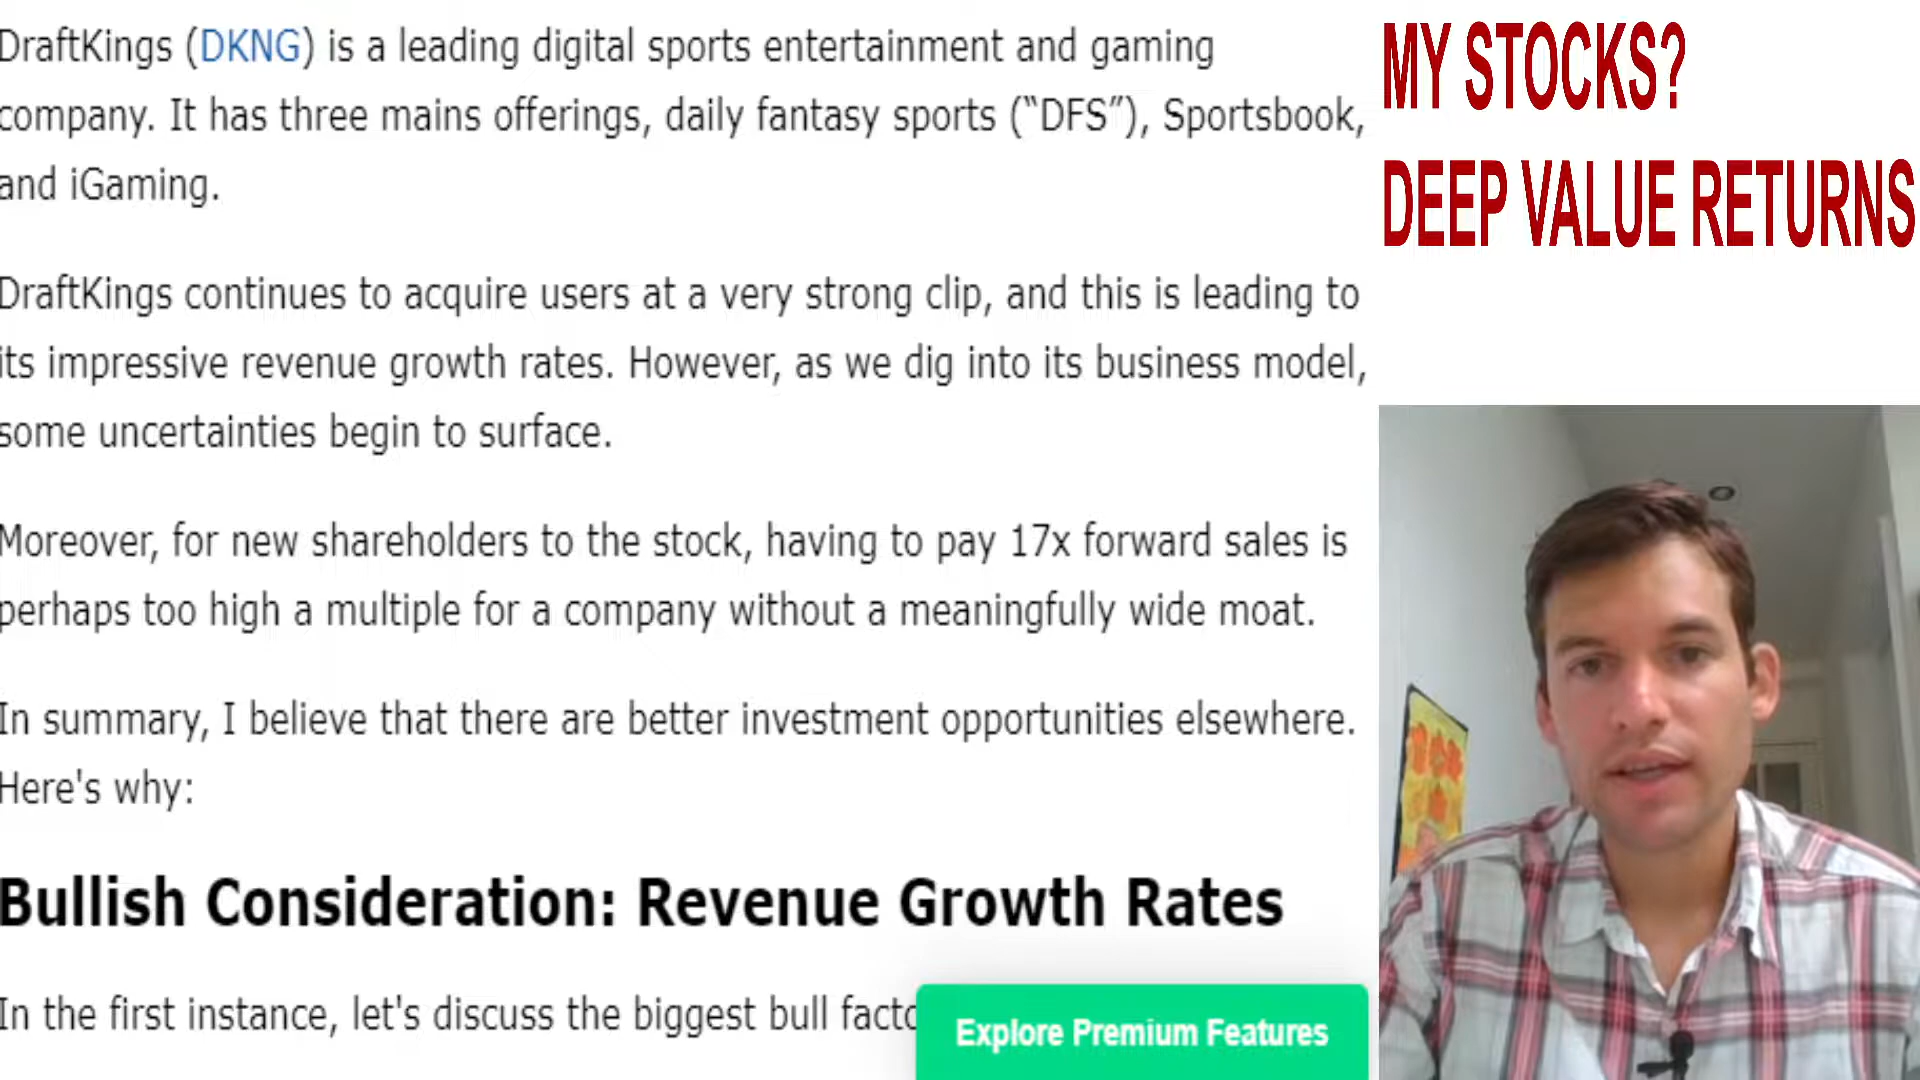 DraftKings (DKNG) is a leading digital sports entertainment and gaming
company. It has three mains offerings, daily fantasy sports (“DFS”), Sportsbook,
and iGaming.
DraftKings continues to acquire users at a very strong clip, and this is leading to
its impressive revenue growth rates. However, as we dig into its business model,
some uncertainties begin to surface.
Moreover, for new shareholders to the stock, having to pay 17x forward sales is
perhaps too high a multiple for a company without a meaningfully wide moat.
In summary, I believe that there are better investment opportunities elsewhere.
Here's why:
Bullish Consideration: Revenue Growth Rates
In the first instance, let's discuss the biggest bull facto
Explore Premium Features
MY STOCKS?
DEEP VALUE RETURNS